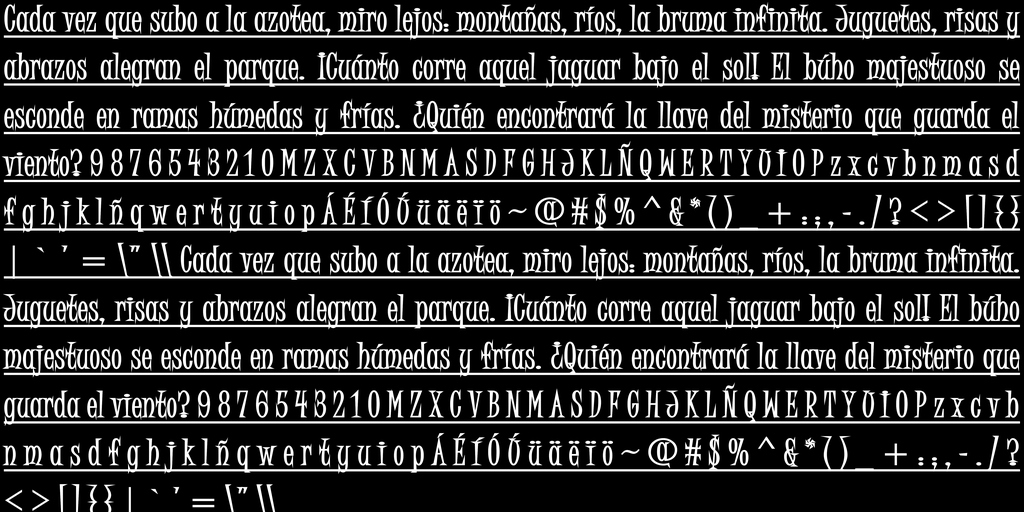 Cada vez que subo a la azotea, miro lejos: montañas, ríos, la bruma infinita. Juguetes, risas y
abrazos alegran el parque. ¡Cuánto corre aquel jaguar bajo el sol! El búho majestuoso se
esconde en ramas húmedas y frías. ¿Quién encontrará la llave del misterio que guarda el
viento? 9 8 7 6 5 4 3 2 1 0 M Z X C V B N M A S D F G H J K L Ñ Q W E R T Y U I O P z x c v b n m a s d
f g h j k l ñ q w e r t y u i o p Á É Í Ó Ú ü ä ë ï ö ~ @ # $ % ^ & * ( ) _ + : ; , - . / ? < > [ ] { }
| ` ' = \ " \\ Cada vez que subo a la azotea, miro lejos: montañas, ríos, la bruma infinita.
Juguetes, risas y abrazos alegran el parque. ¡Cuánto corre aquel jaguar bajo el sol! El búho
majestuoso se esconde en ramas húmedas y frías. ¿Quién encontrará la llave del misterio que
guarda el viento? 9 8 7 6 5 4 3 2 1 0 M Z X C V B N M A S D F G H J K L Ñ Q W E R T Y U I O P z x c v b
n m a s d f g h j k l ñ q w e r t y u i o p Á É Í Ó Ú ü ä ë ï ö ~ @ # $ % ^ & * ( ) _ + : ; , - . / ?
< > [ ] { } | ` ' = \ " \\